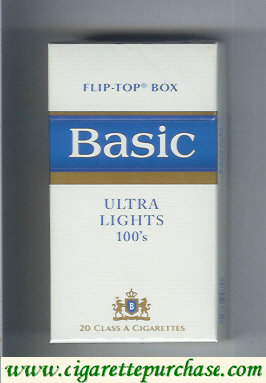 FLIP-TOP® BOX
Basic
ULTRA
LIGHTS
100's
B
20 CLASS A CIGARETTES
www.cigarettepurchase.com